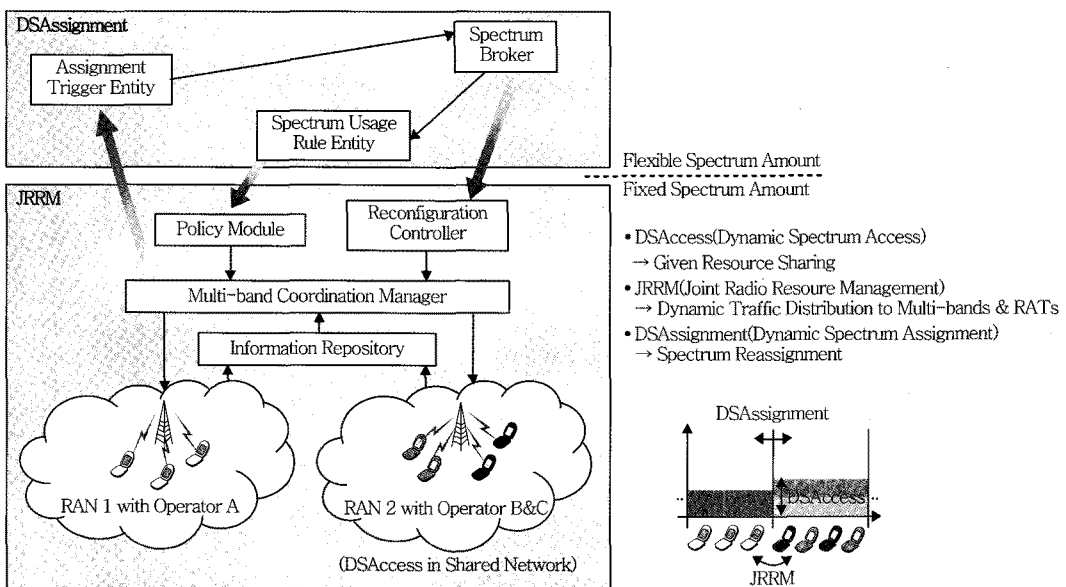 DSAssignment
Spectrum
Broker
Assignment
Trigger Entity
Spectrum Usage
Rule Entity
Flexible Spectrum Amount
Fixed Spectrum Amount
JRRM
Policy Module
Reconfiguration
Controller
Multi-band Coordination Manager
Information Repository
RAN 1 with Operator A
RAN 2 with Operator B&C
(DSAccess in Shared Network)
• DSAccess(Dynamic Spectrum Access)
→ Given Resource Sharing
• JRRM(Joint Radio Resoure Management)
→ Dynamic Traffic Distribution to Multi-bands & RATs
• DSAssignment(Dynamic Spectrum Assignment)
→ Spectrum Reassignment
DSAssignment
DSAccess
JRRM